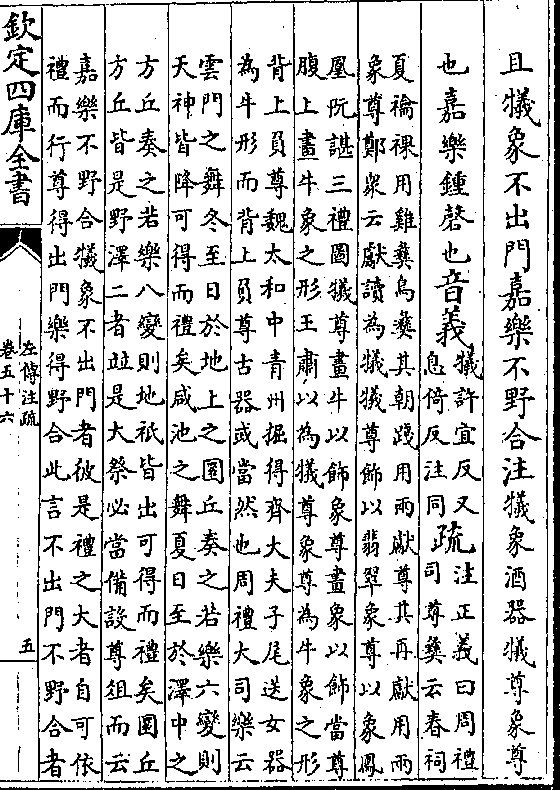 且犧象不出門嘉樂不野合注犧象酒器犧尊象尊
也嘉樂鍾磬也音義犧許宜反又
息倚反注同疏注正義曰周禮
司尊彝云春祠
夏禴祼用雞彝鳥彝其朝踐用兩獻尊其再獻用兩
象尊鄭衆云獻讀為犧犧尊飾以翡翠象尊以象鳳
凰阮諶三禮圖犧尊畫牛以飾象尊畫象以飾當尊
腹上畫牛象之形王肅以為犧尊象尊為牛象之形
背上負尊魏太和中青州掘得齊大夫子尾送女器
為牛形而背上負尊古器或當然也周禮大司樂云
雲門之舞冬至日於地上之圜丘奏之若樂六變則
天神皆降可得而禮矣咸池之舞夏日至於澤中之
方丘奏之若樂八變則地祇皆出可得而禮矣圜丘
方丘皆是野澤二者並是大祭必當備設尊俎而云
嘉樂不野合犧象不出門者彼是禮之大者自可依
禮而行尊得出門樂得野合此言不出門不野合者
欽定四庫全書
左傳注疏
卷五十六
五